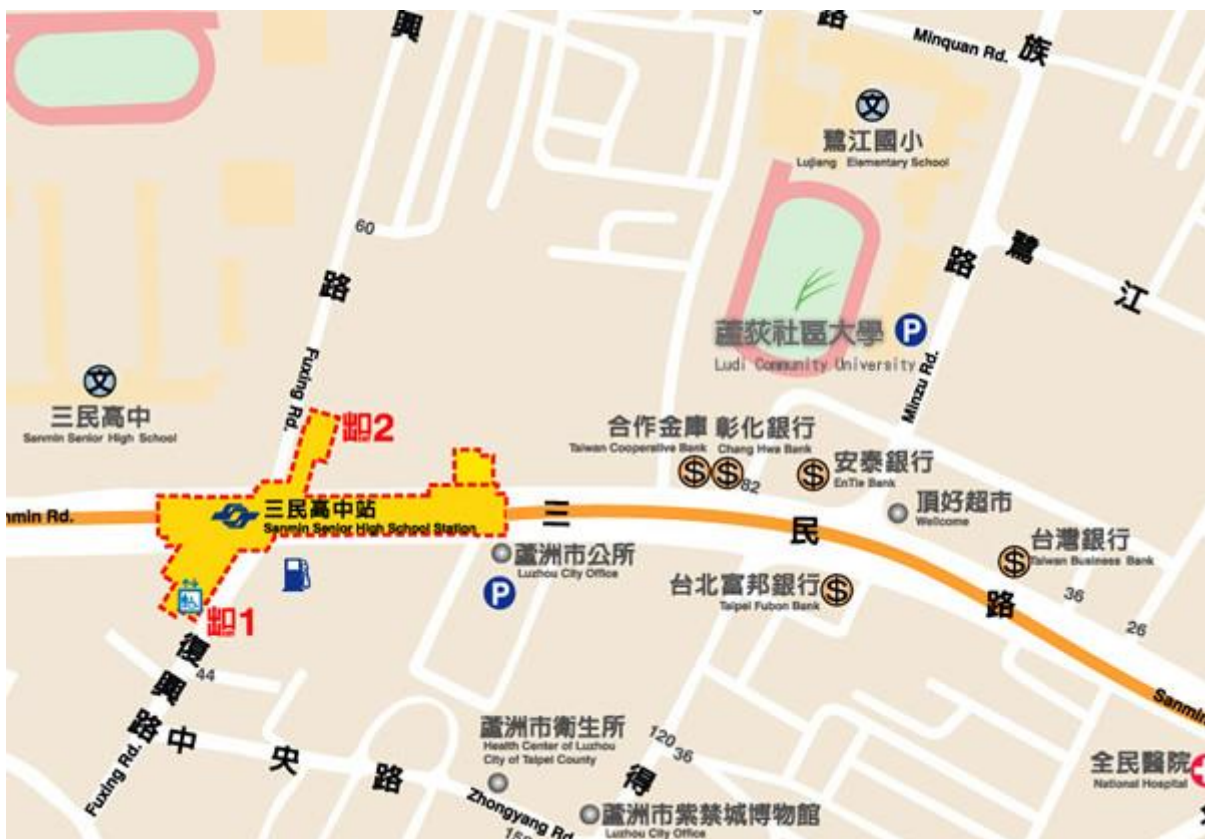 興
路
Minquan Rd.
族
鷺江國小
Lujiang Elementary School
60
路
路
鷺
江
Fuxing Rd.
蘆荻社區大學
P
Ludi Community University
Minzu Rd.
文
文
三民高中
Sanmin Senior High School
出口2
合作金庫
Taiwan Cooperative Bank
彰化銀行
Chang Hwa Bank
82
安泰銀行
EnTie Bank
頂好超市
Wellcome
nmin Rd.
三民高中站
Sanmin Senior High School Station
三
民
路
台灣銀行
Taiwan Business Bank
蘆洲市公所
Luzhou City Office
P
台北富邦銀行
Taipei Fubon Bank
36
26
出口1
復
興
路
44
Sanmin
中
央
路
Fuxing Rd.
蘆洲市衛生所
Health Center of Luzhou
City of Taipei County
120
36
得
全民醫院
National Hospital
Zhongyang Rd.
蘆洲市紫禁城博物館
Luzhou City Office